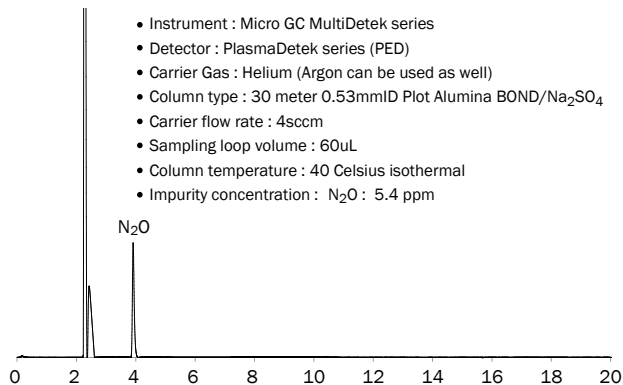 • Instrument : Micro GC MultiDetek series
• Detector : PlasmaDetek series (PED)
• Carrier Gas : Helium (Argon can be used as well)
• Column type : 30 meter 0.53mmID Plot Alumina BOND/Na₂SO₄
• Carrier flow rate : 4sccm
• Sampling loop volume : 60uL
• Column temperature : 40 Celsius isothermal
• Impurity concentration : N₂O : 5.4 ppm
N₂O
0 2 4 6 8 10 12 14 16 18 20